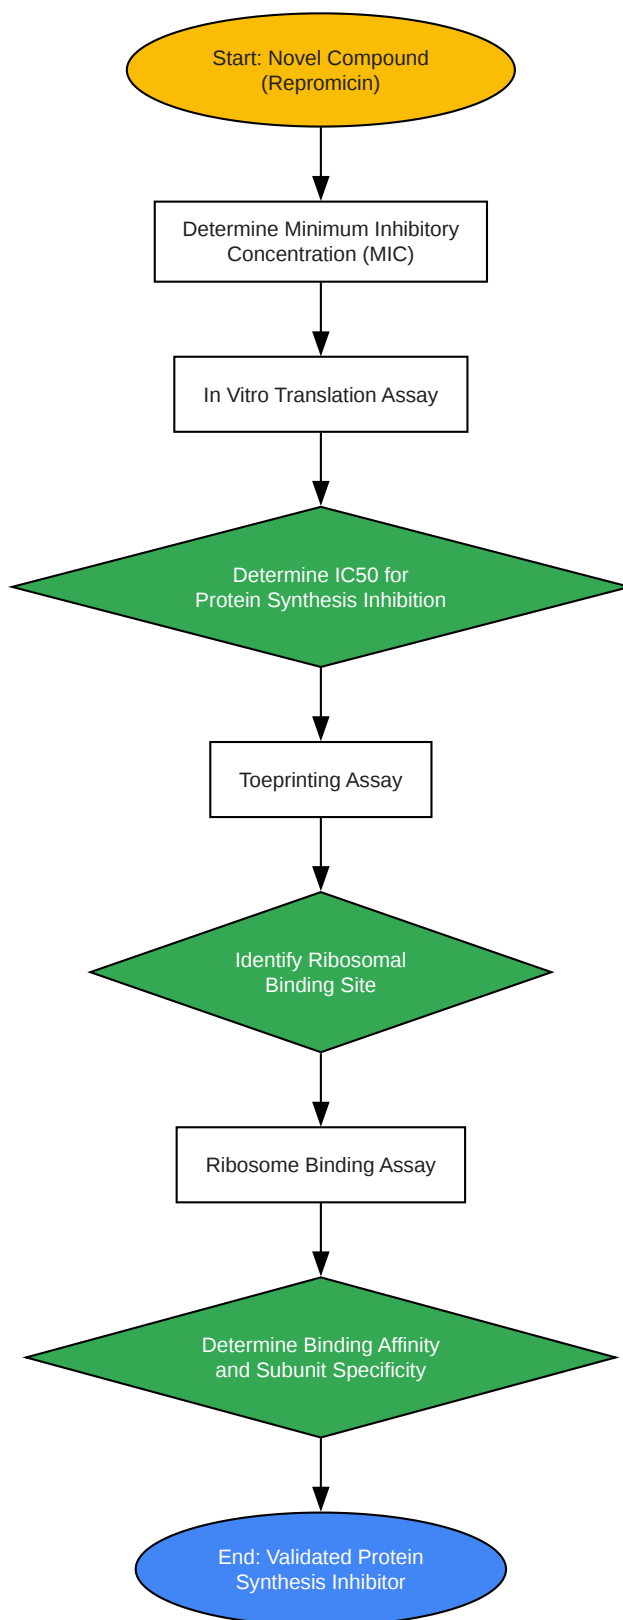 Start: Novel Compound
(Repromicin)
Determine Minimum Inhibitory
Concentration (MIC)
In Vitro Translation Assay
Determine IC50 for
Protein Synthesis Inhibition
Toeprinting Assay
Identify Ribosomal
Binding Site
Ribosome Binding Assay
Determine Binding Affinity
and Subunit Specificity
End: Validated Protein
Synthesis Inhibitor